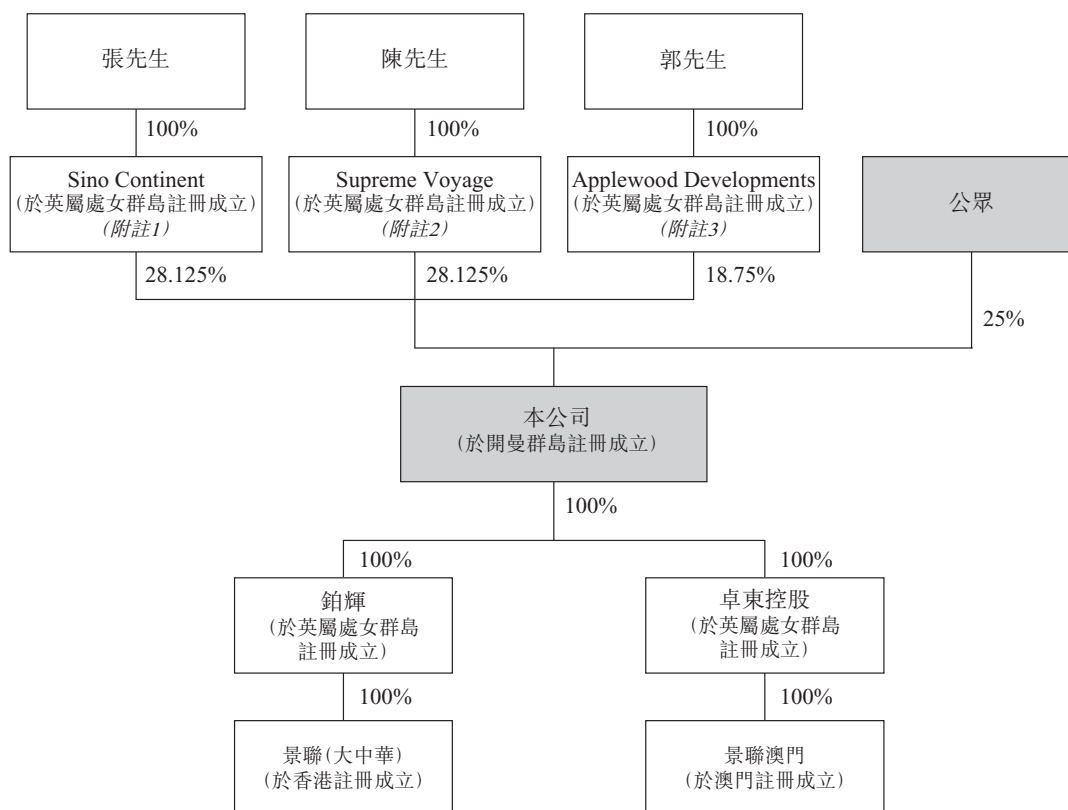 張先生
陳先生
郭先生
100%
100%
100%
Sino Continent
(於英屬處女群島註冊成立)
(附註1)
Supreme Voyage
(於英屬處女群島註冊成立)
(附註2)
Applewood Developments
(於英屬處女群島註冊成立)
(附註3)
公眾
28.125%
28.125%
18.75%
25%
本公司
(於開曼群島註冊成立)
100%
100%
100%
鉑輝
(於英屬處女群島
註冊成立)
卓東控股
(於英屬處女群島
註冊成立)
100%
100%
景聯(大中華)
(於香港註冊成立)
景聯澳門
(於澳門註冊成立)